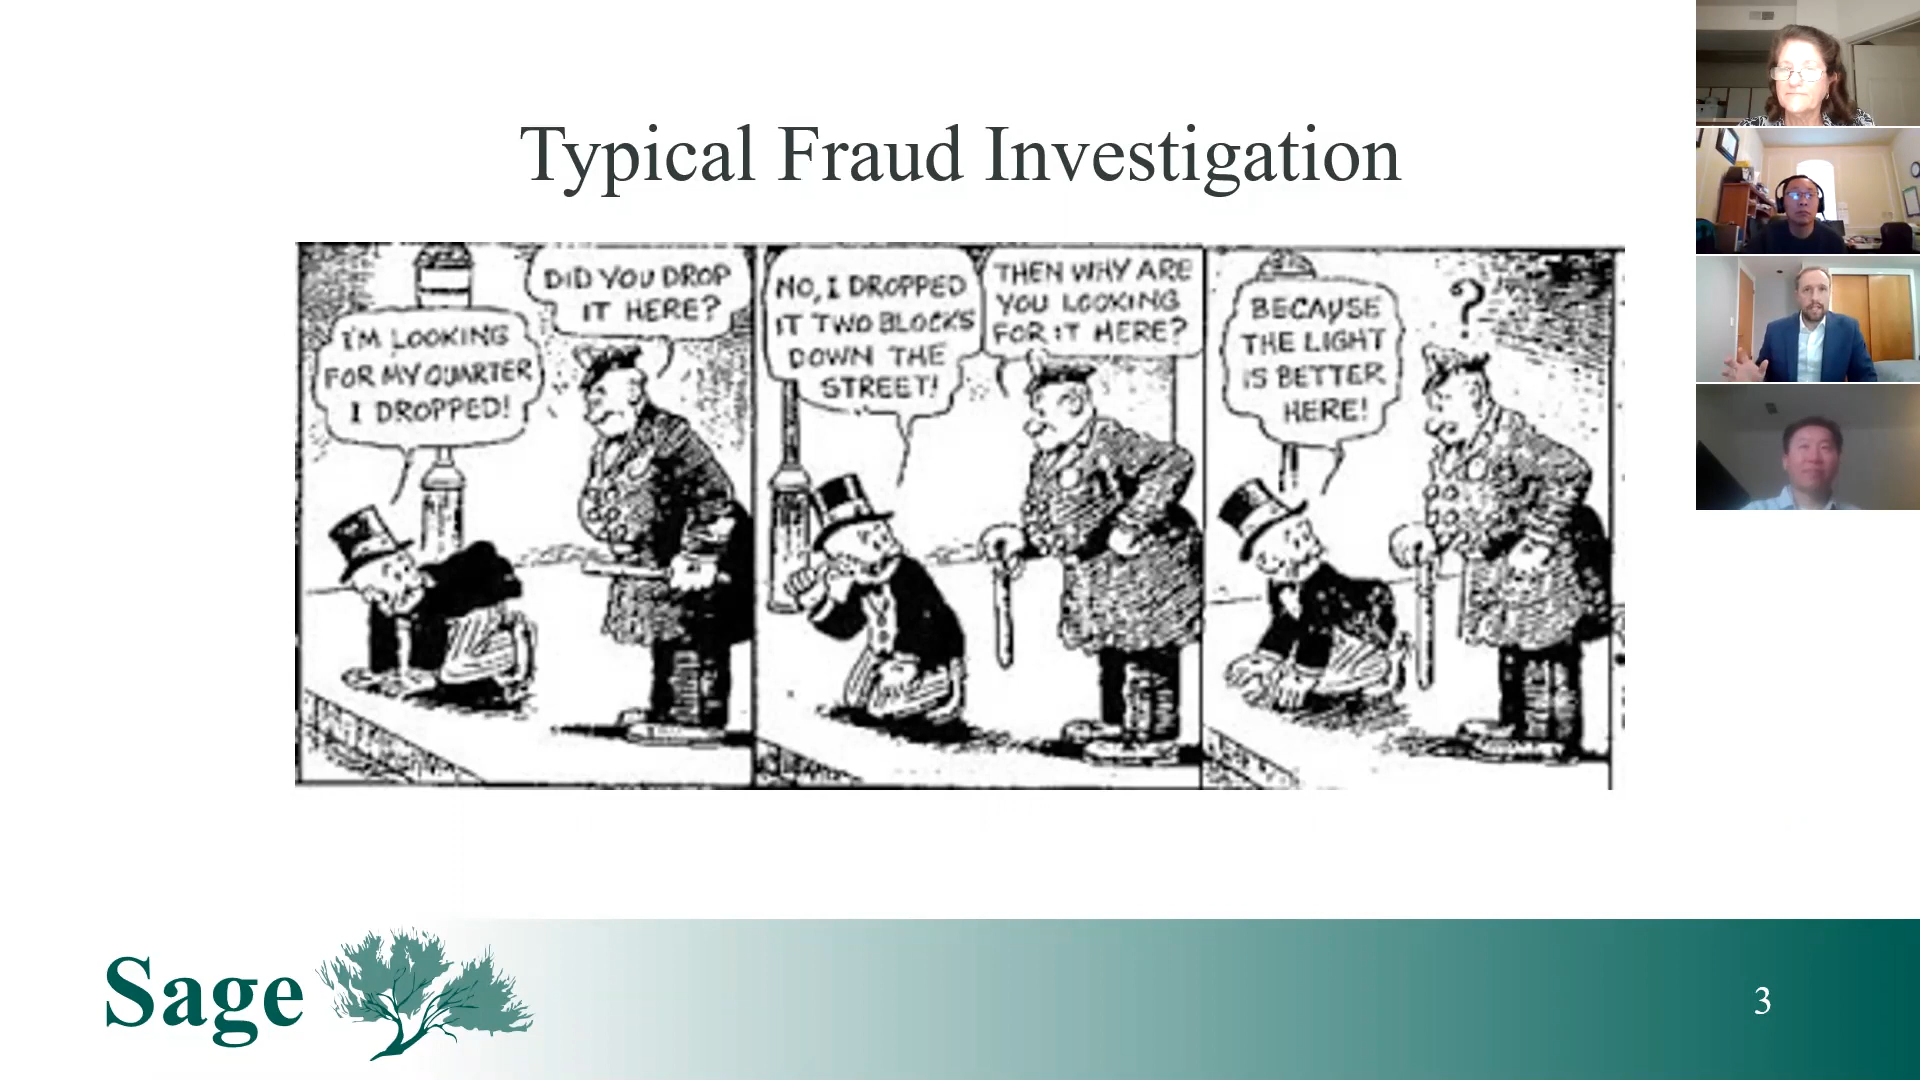 Typical Fraud Investigation
I'M LOOKING
FOR MY QUARTER
I DROPPED!
DID YOU DROP
IT HERE?
NO, I DROPPED
IT TWO BLOCKS
DOWN THE
STREET!
THEN WHY ARE
YOU LOOKING
FOR IT HERE?
BECAUSE
THE LIGHT
IS BETTER
HERE!
?
Sage
3